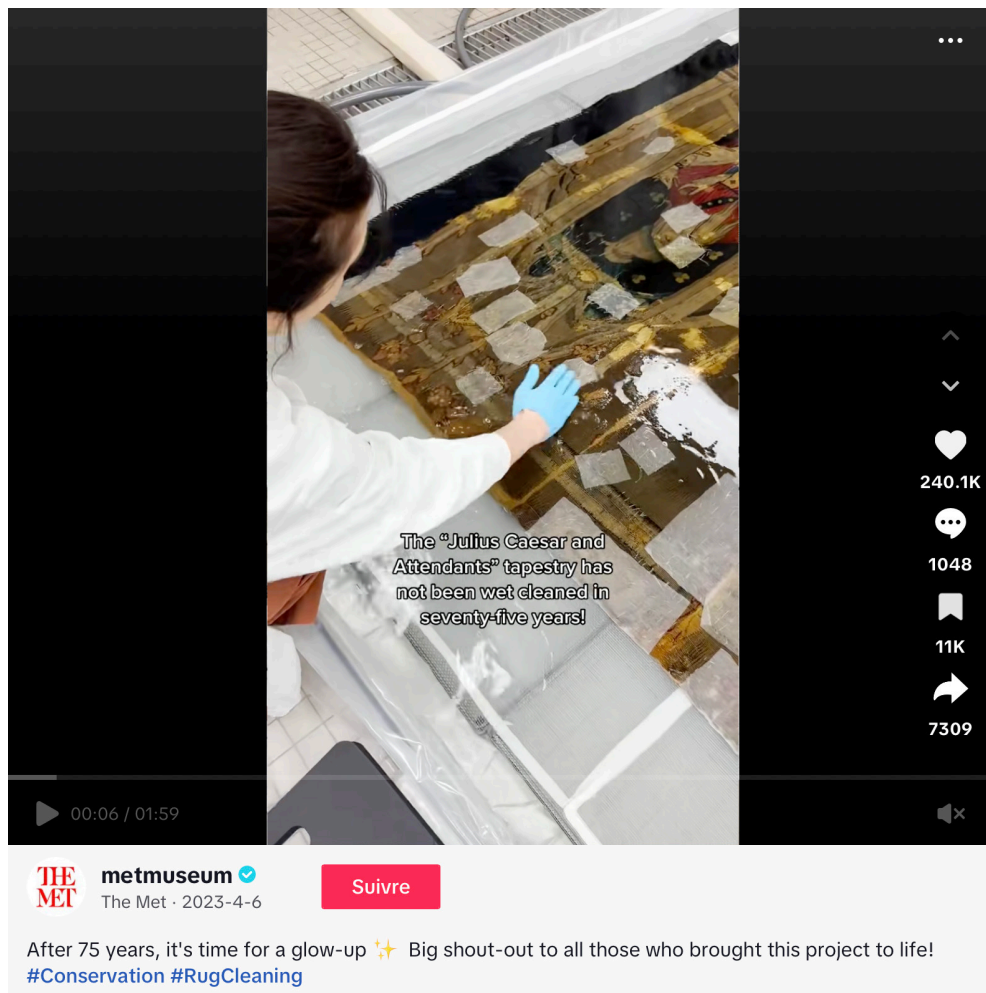 The “Julius Caesar and
Attendants” tapestry has
not been wet cleaned in
seventy-five years!
240.1K
1048
11K
7309
00:06 / 01:59
THE
MET
metmuseum
The Met · 2023-4-6
Suivre
After 75 years, it's time for a glow-up ✨ Big shout-out to all those who brought this project to life!
#Conservation #RugCleaning